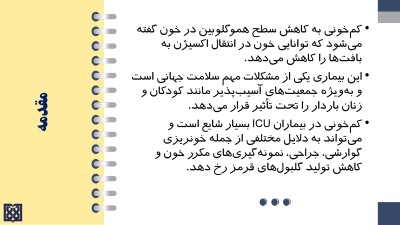 مقدمه
• کم‌خونی به کاهش سطح هموگلوبین در خون گفته
می‌شود که توانایی خون در انتقال اکسیژن به
بافت‌ها را کاهش می‌دهد.
• این بیماری یکی از مشکلات مهم سلامت جهانی است
و به‌ویژه جمعیت‌های آسیب‌پذیر مانند کودکان و
زنان باردار را تحت تأثیر قرار می‌دهد.
• کم‌خونی در بیماران ICU بسیار شایع است و
می‌تواند به دلایل مختلفی از جمله خونریزی
گوارشی، جراحی، نمونه‌گیری‌های مکرر خون و
کاهش تولید گلبول‌های قرمز رخ دهد.